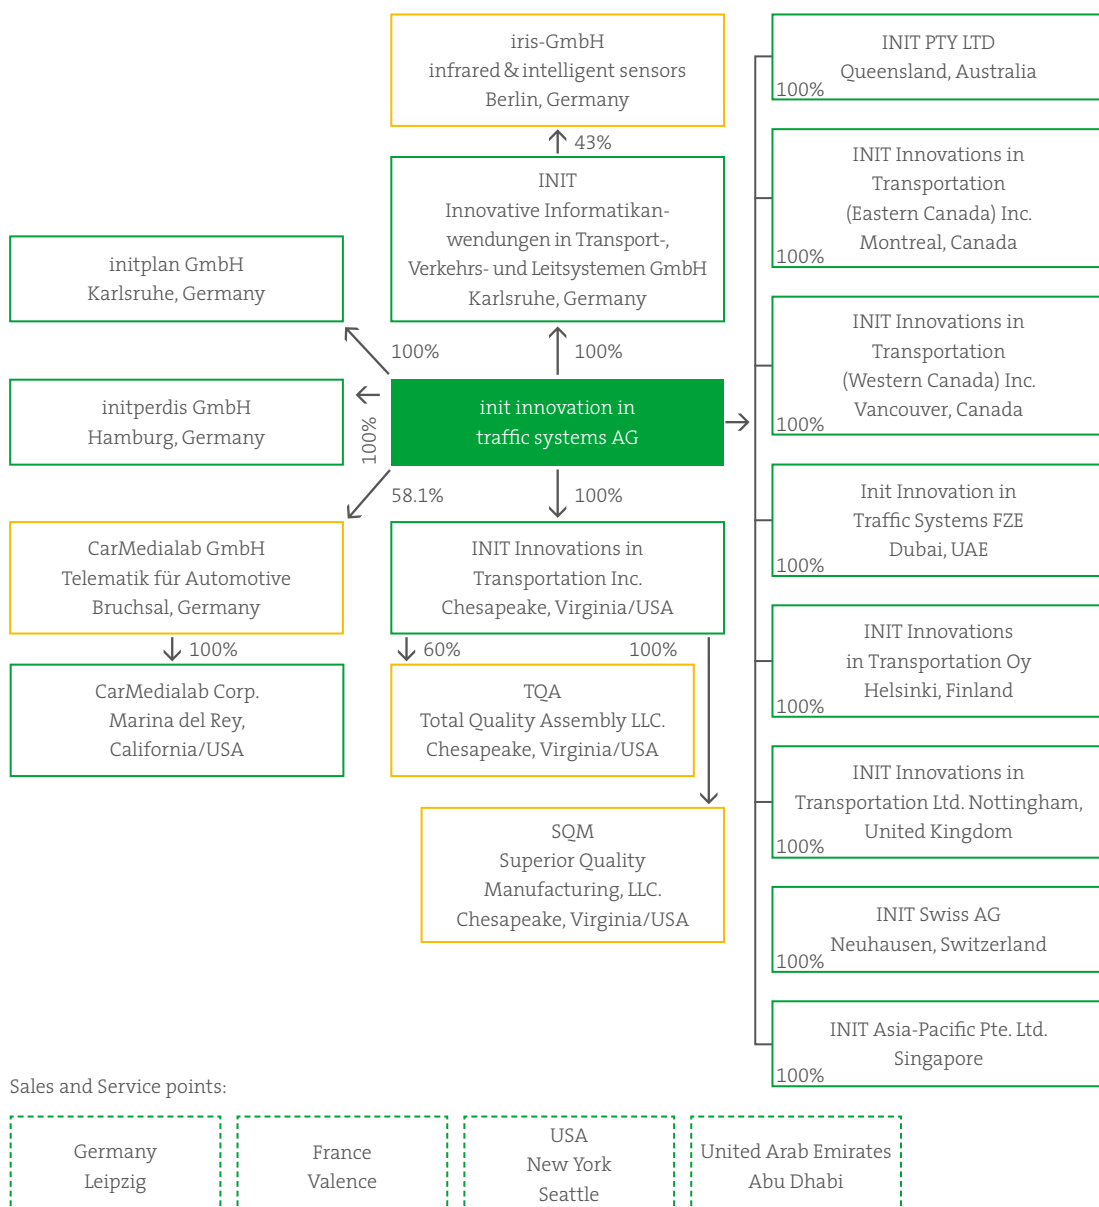 iris-GmbH
infrared & intelligent sensors
Berlin, Germany
43%
INIT
Innovative Informatikan-
wendungen in Transport-,
Verkehrs- und Leitsystemen GmbH
Karlsruhe, Germany
initplan GmbH
Karlsruhe, Germany
100%
100%
initperdis GmbH
Hamburg, Germany
100%
init innovation in
traffic systems AG
58.1%
100%
CarMedialab GmbH
Telematik für Automotive
Bruchsal, Germany
INIT Innovations in
Transportation Inc.
Chesapeake, Virginia/USA
100%
60%
100%
CarMedialab Corp.
Marina del Rey,
California/USA
TQA
Total Quality Assembly LLC.
Chesapeake, Virginia/USA
SQM
Superior Quality
Manufacturing, LLC.
Chesapeake, Virginia/USA
INIT PTY LTD
Queensland, Australia
100%
INIT Innovations in
Transportation
(Eastern Canada) Inc.
Montreal, Canada
100%
INIT Innovations in
Transportation
(Western Canada) Inc.
Vancouver, Canada
100%
Init Innovation in
Traffic Systems FZE
Dubai, UAE
100%
INIT Innovations
in Transportation Oy
Helsinki, Finland
100%
INIT Innovations in
Transportation Ltd. Nottingham,
United Kingdom
100%
INIT Swiss AG
Neuhausen, Switzerland
100%
INIT Asia-Pacific Pte. Ltd.
Singapore
100%
Sales and Service points:
Germany
Leipzig
France
Valence
USA
New York
Seattle
United Arab Emirates
Abu Dhabi